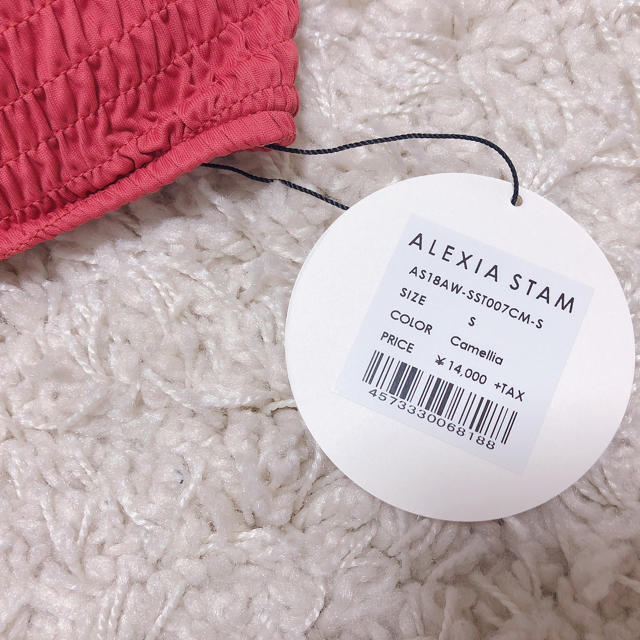 ALEXIA STAM
AS18AW-SST007CM-S
SIZE S
COLOR Camellia
PRICE ¥14,000 +TAX
4573330068188